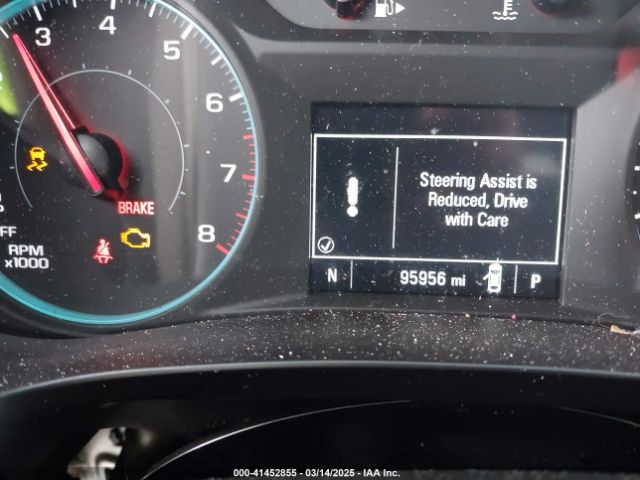 3
4
5
6
7
8
BRAKE
FF
RPM
x1000
Steering Assist is
Reduced, Drive
with Care
N
95956 mi
P
000-41452855 - 03/14/2025 - IAA Inc.